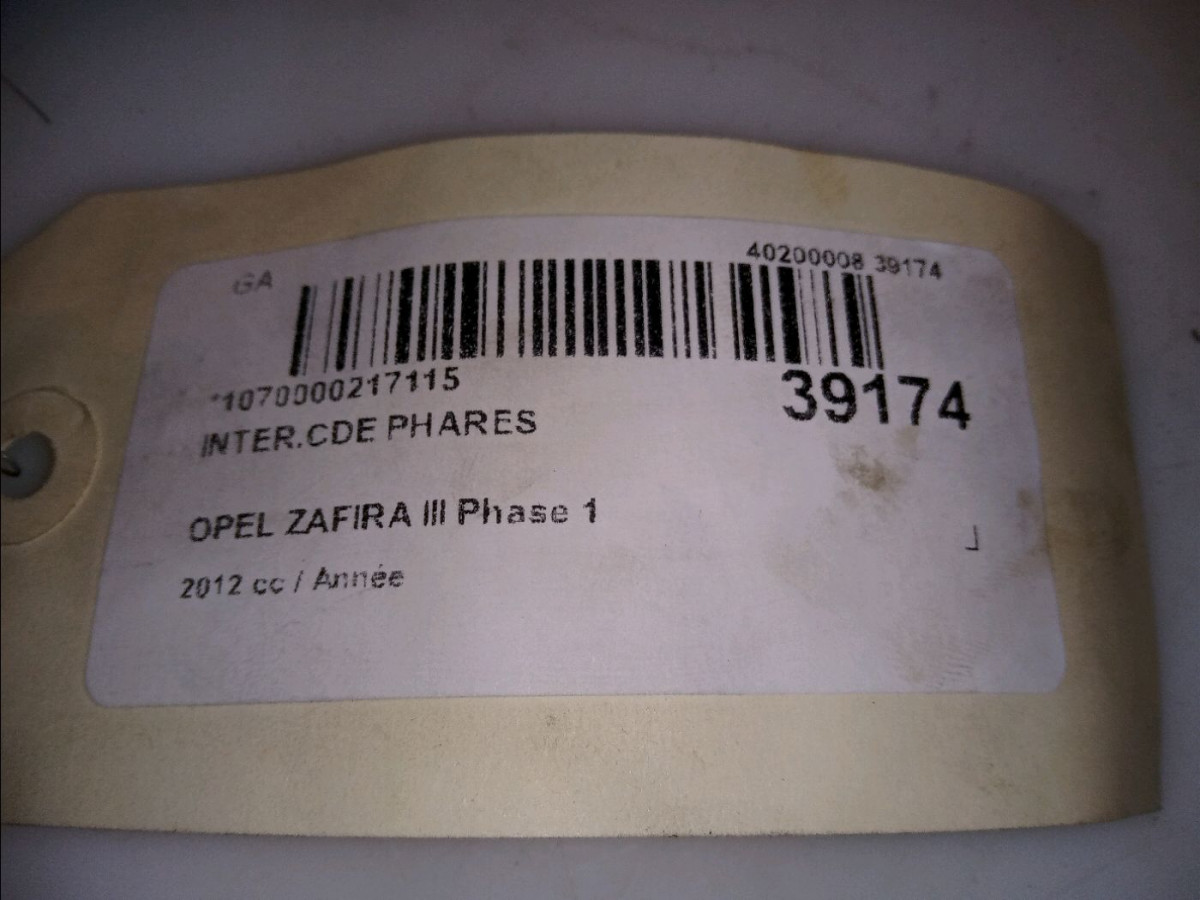 GA
40200008 39174
*1070000217115
39174
INTER.CDE PHARES
OPEL ZAFIRA III Phase 1
2012 cc / Année